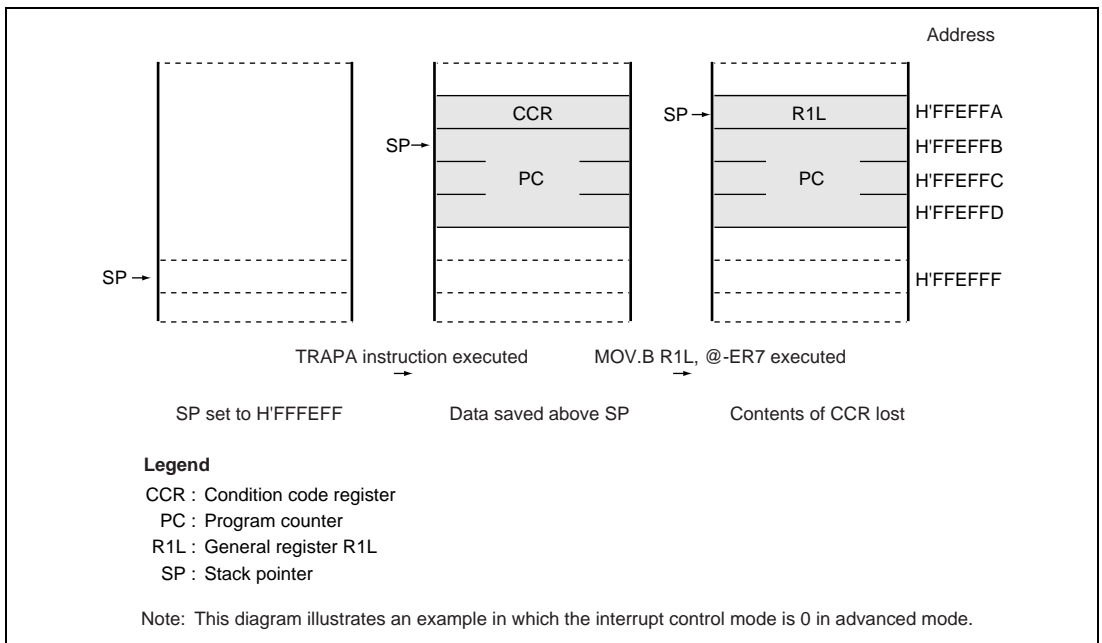 Address
CCR
SP
R1L
H'FFEFFA
SP
H'FFEFFB
PC
PC
H'FFEFFC
H'FFEFFD
SP
H'FFEFFF
TRAPA instruction executed
MOV.B R1L, @-ER7 executed
SP set to H'FFFEFF
Data saved above SP
Contents of CCR lost
Legend
CCR : Condition code register
PC : Program counter
R1L : General register R1L
SP : Stack pointer
Note: This diagram illustrates an example in which the interrupt control mode is 0 in advanced mode.